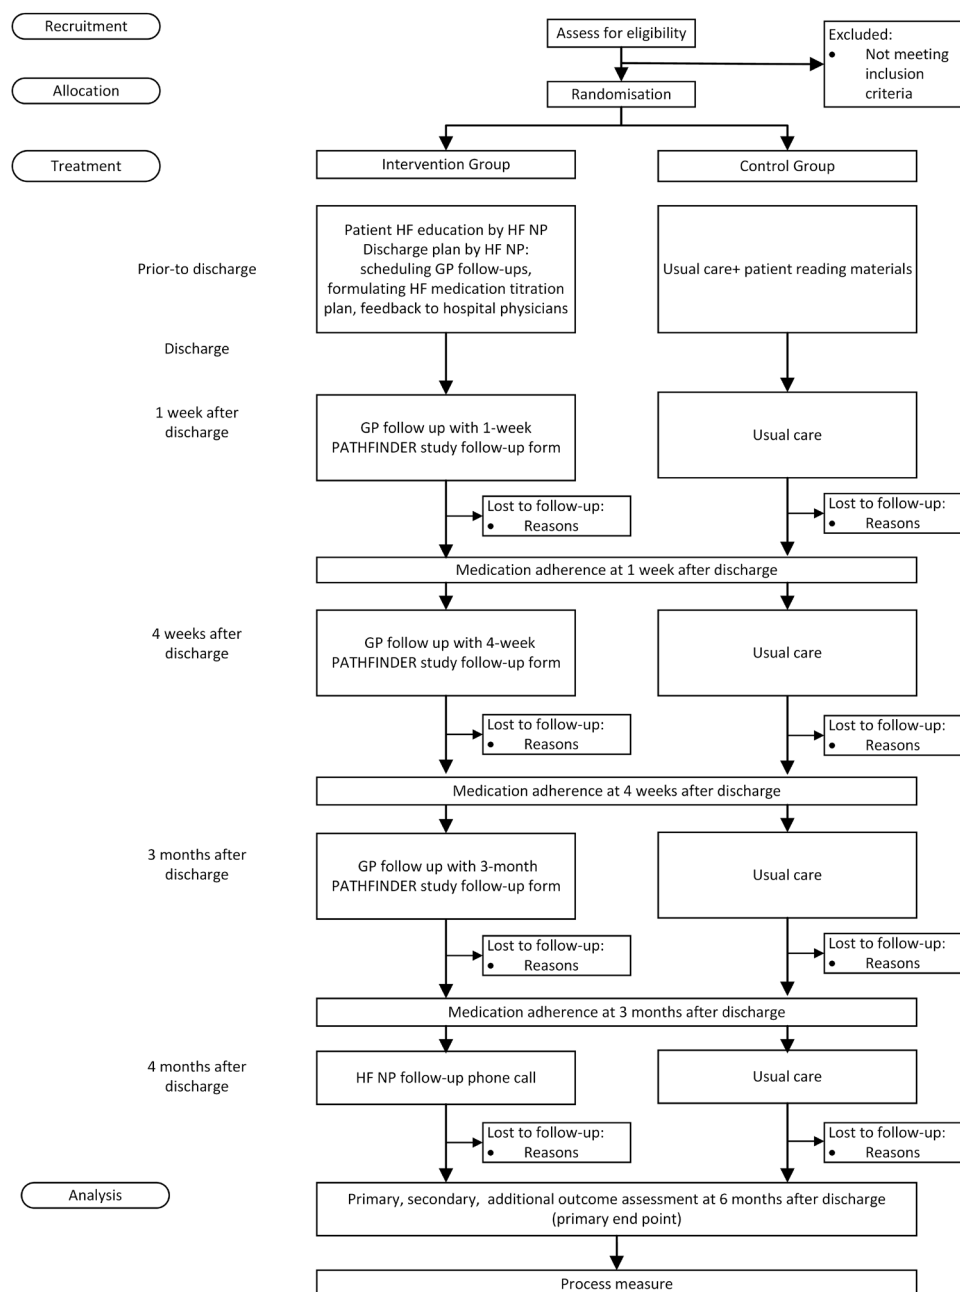 Recruitment
Assess for eligibility
Excluded:
• Not meeting
inclusion
criteria
Allocation
Randomisation
Treatment
Intervention Group
Control Group
Prior-to discharge
Patient HF education by HF NP
Discharge plan by HF NP:
scheduling GP follow-ups,
formulating HF medication titration
plan, feedback to hospital physicians
Usual care+ patient reading materials
Discharge
1 week after
discharge
GP follow up with 1-week
PATHFINDER study follow-up form
Usual care
Lost to follow-up:
• Reasons
Lost to follow-up:
• Reasons
Medication adherence at 1 week after discharge
4 weeks after
discharge
GP follow up with 4-week
PATHFINDER study follow-up form
Usual care
Lost to follow-up:
• Reasons
Lost to follow-up:
• Reasons
Medication adherence at 4 weeks after discharge
3 months after
discharge
GP follow up with 3-month
PATHFINDER study follow-up form
Usual care
Lost to follow-up:
• Reasons
Lost to follow-up:
• Reasons
Medication adherence at 3 months after discharge
4 months after
discharge
HF NP follow-up phone call
Usual care
Lost to follow-up:
• Reasons
Lost to follow-up:
• Reasons
Analysis
Primary, secondary, additional outcome assessment at 6 months after discharge
(primary end point)
Process measure